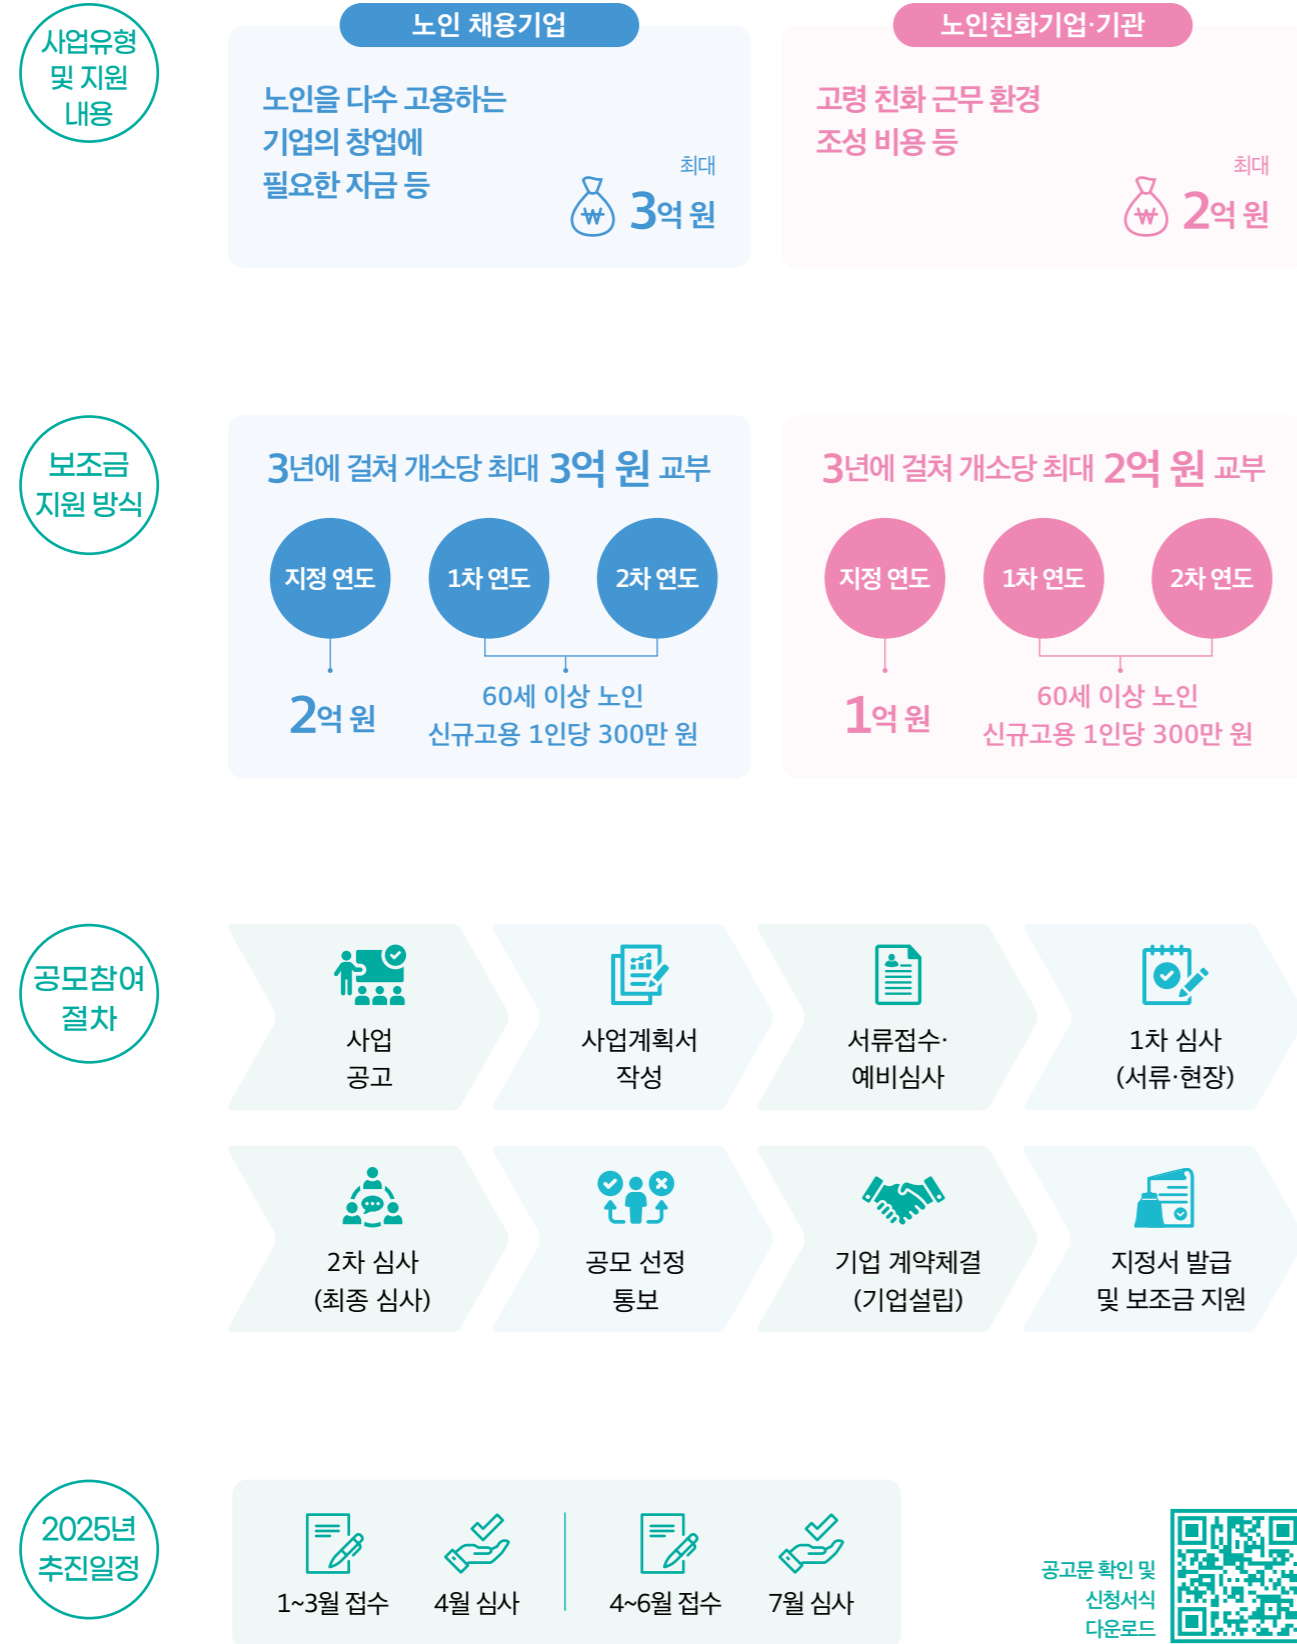 사업유형
및 지원
내용
노인 채용기업
노인을 다수 고용하는
기업의 창업에
필요한 자금 등
최대
3억 원
노인친화기업·기관
고령 친화 근무 환경
조성 비용 등
최대
2억 원
보조금
지원 방식
3년에 걸쳐 개소당 최대 3억 원 교부
지정 연도
1차 연도
2차 연도
2억 원
60세 이상 노인
신규고용 1인당 300만 원
3년에 걸쳐 개소당 최대 2억 원 교부
지정 연도
1차 연도
2차 연도
1억 원
60세 이상 노인
신규고용 1인당 300만 원
공모참여
절차
사업
공고
사업계획서
작성
서류접수·
예비심사
1차 심사
(서류·현장)
2차 심사
(최종 심사)
공모 선정
통보
기업 계약체결
(기업설립)
지정서 발급
및 보조금 지원
2025년
추진일정
1~3월 접수
4월 심사
4~6월 접수
7월 심사
공고문 확인 및
신청서식
다운로드